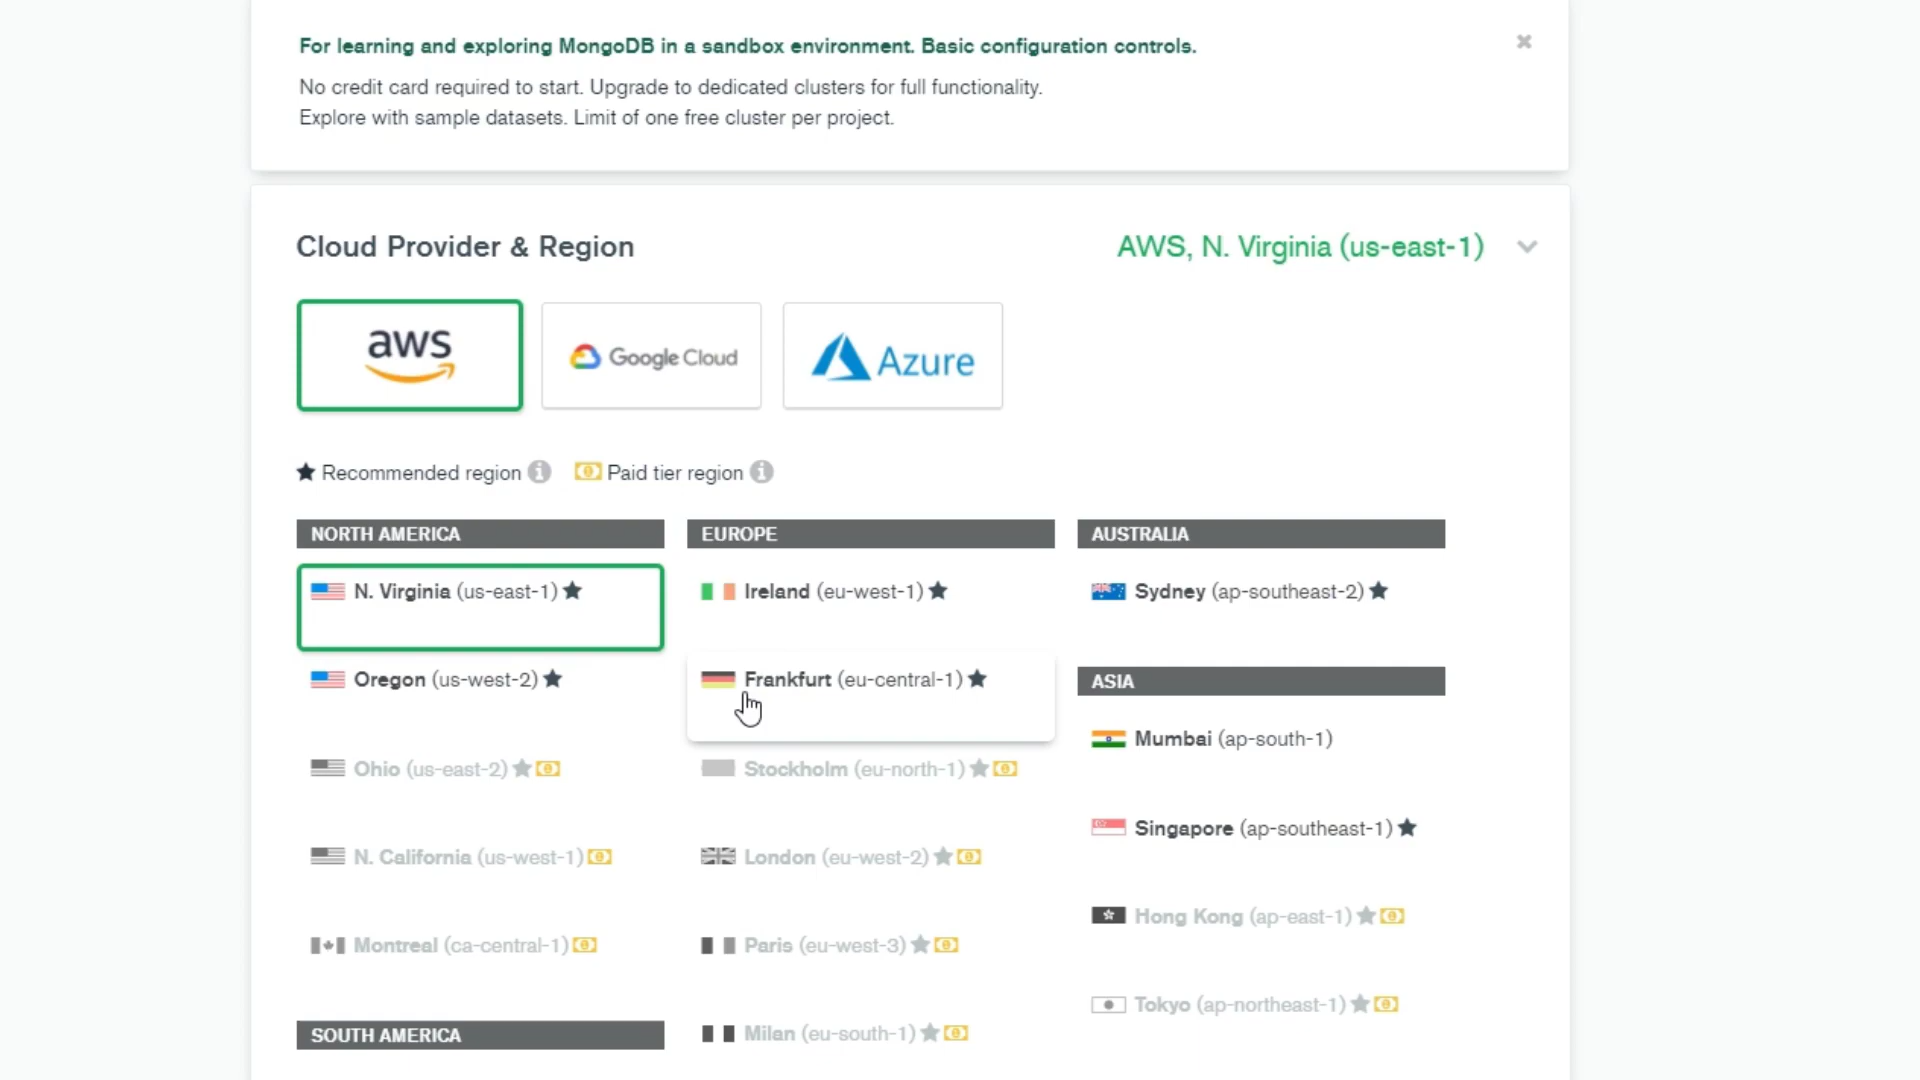 For learning and exploring MongoDB in a sandbox environment. Basic configuration controls.
No credit card required to start. Upgrade to dedicated clusters for full functionality.
Explore with sample datasets. Limit of one free cluster per project.
Cloud Provider & Region
AWS, N. Virginia (us-east-1)
aws
Google Cloud
Azure
Recommended region
Paid tier region
NORTH AMERICA
N. Virginia (us-east-1)
Oregon (us-west-2)
Ohio (us-east-2)
N. California (us-west-1)
Montreal (ca-central-1)
SOUTH AMERICA
EUROPE
Ireland (eu-west-1)
Frankfurt (eu-central-1)
Stockholm (eu-north-1)
London (eu-west-2)
Paris (eu-west-3)
Milan (eu-south-1)
AUSTRALIA
Sydney (ap-southeast-2)
ASIA
Mumbai (ap-south-1)
Singapore (ap-southeast-1)
Hong Kong (ap-east-1)
Tokyo (ap-northeast-1)